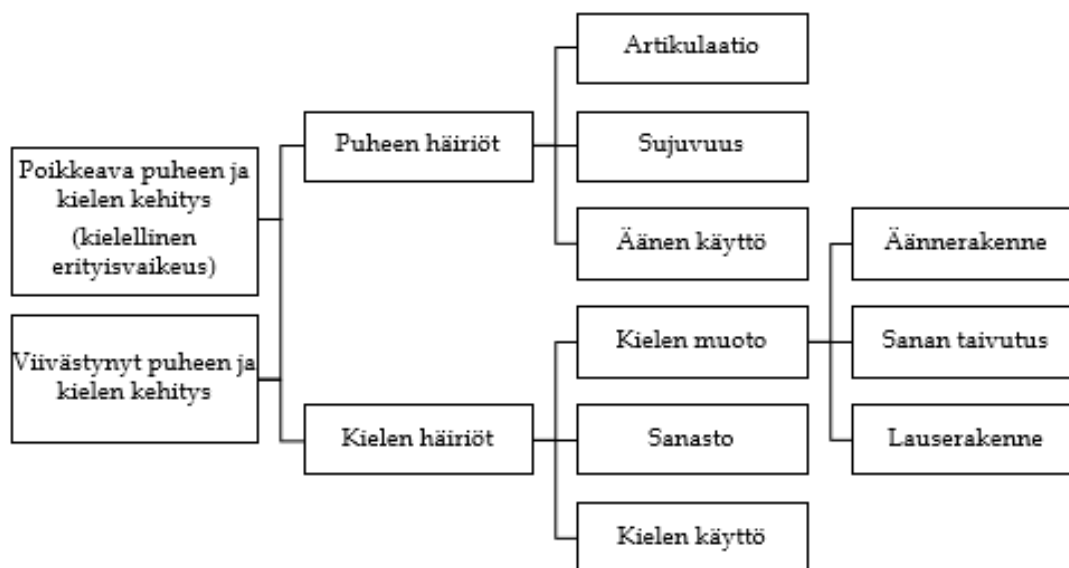 Poikkeava puheen ja
kielen kehitys
(kielellinen
erityisvaikeus)
Viivästynyt puheen ja
kielen kehitys
Puheen häiriöt
Kielen häiriöt
Artikulaatio
Sujuvuus
Äänen käyttö
Kielen muoto
Sanasto
Kielen käyttö
Äännerakenne
Sanan taivutus
Lauserakenne